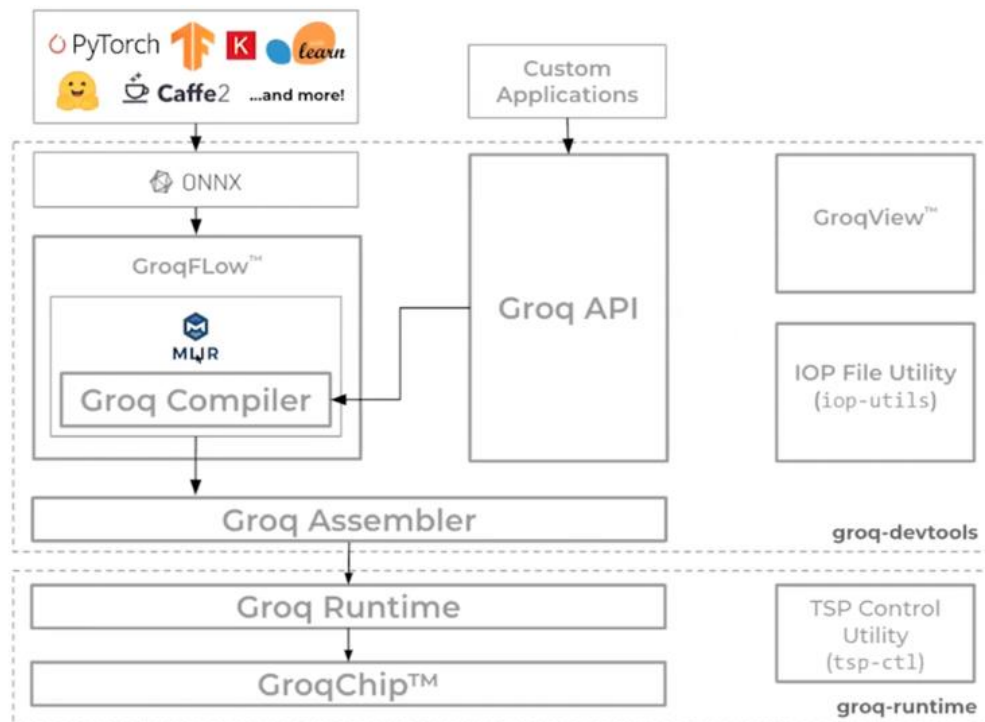 PyTorch
K
learn
Caffe2 ...and more!
Custom
Applications
ONNX
GroqFLow™
MLIR
Groq Compiler
Groq API
GroqView™
IOP File Utility
(iop-utils)
Groq Assembler
groq-devtools
Groq Runtime
GroqChip™
TSP Control
Utility
(tsp-ctl)
groq-runtime